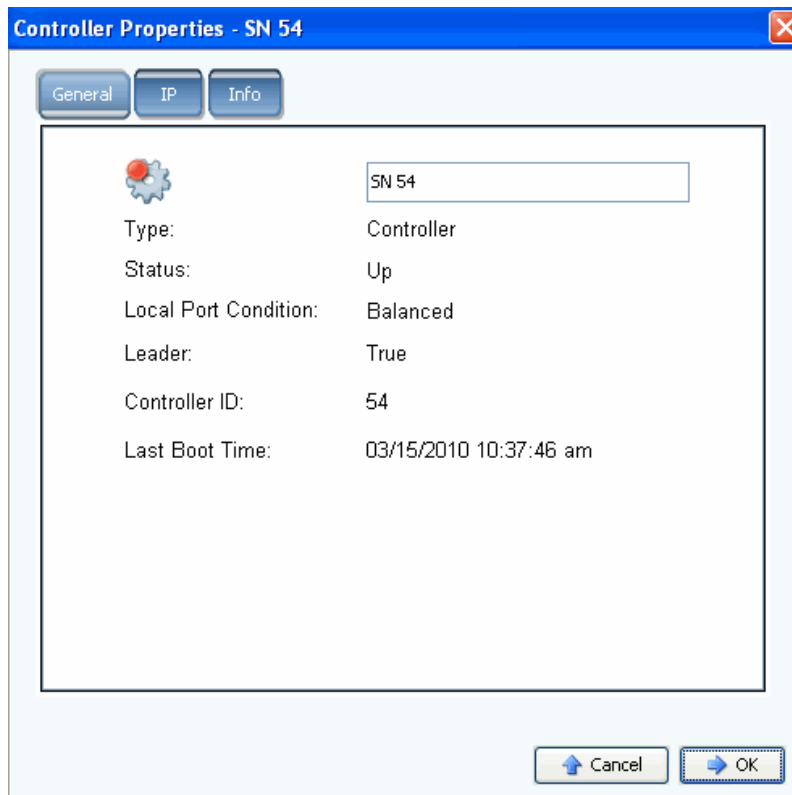 Controller Properties - SN 54
General IP Info
SN 54
Type: Controller
Status: Up
Local Port Condition: Balanced
Leader: True
Controller ID: 54
Last Boot Time: 03/15/2010 10:37:46 am
Cancel OK